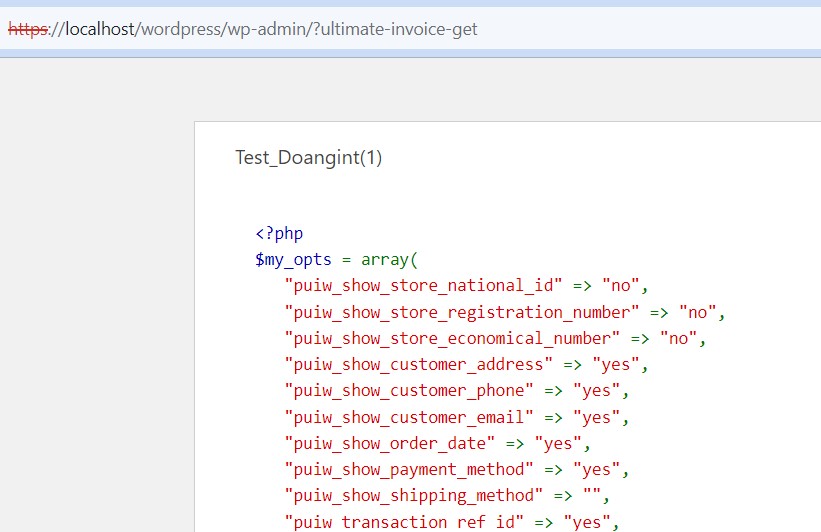 https://localhost/wordpress/wp-admin/?ultimate-invoice-get
Test_Doangint(1)
<?php
$my_opts = array(
"puiw_show_store_national_id" => "no",
"puiw_show_store_registration_number" => "no",
"puiw_show_store_economical_number" => "no",
"puiw_show_customer_address" => "yes",
"puiw_show_customer_phone" => "yes",
"puiw_show_customer_email" => "yes",
"puiw_show_order_date" => "yes",
"puiw_show_payment_method" => "yes",
"puiw_show_shipping_method" => "",
"puiw_transaction_ref_id" => "yes",